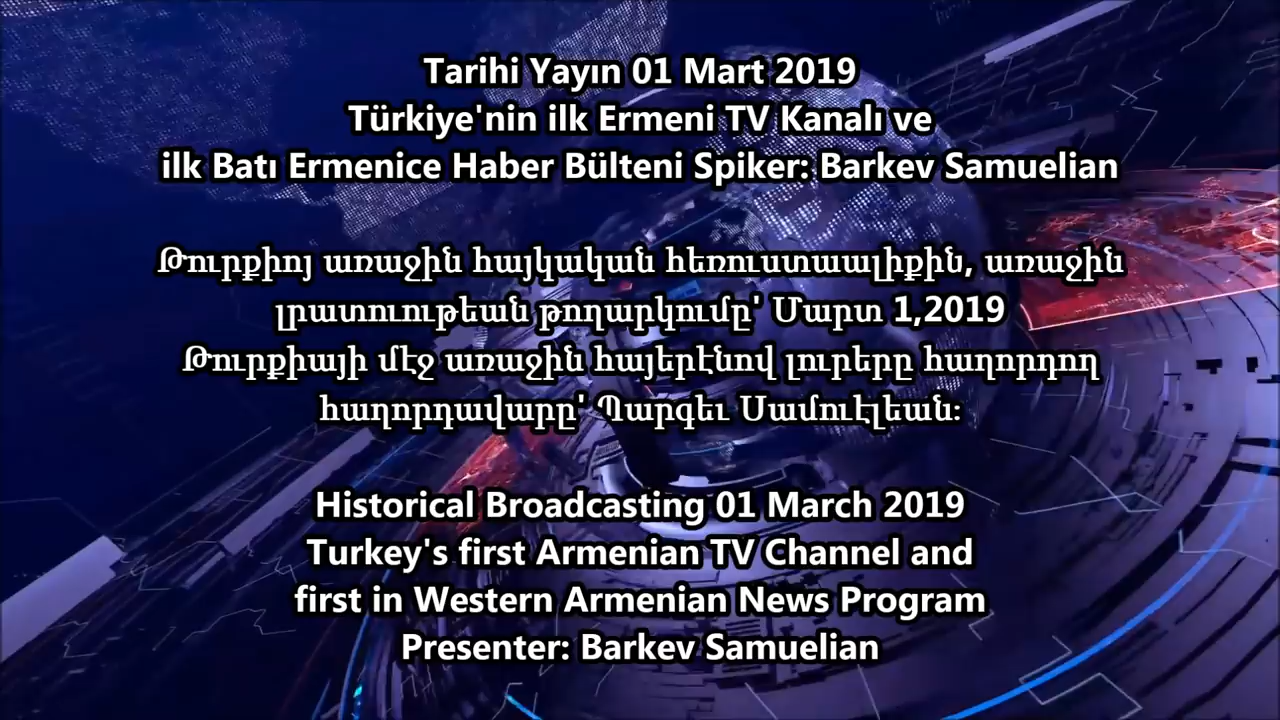 Tarihi Yayın 01 Mart 2019
Türkiye'nin ilk Ermeni TV Kanalı ve
ilk Batı Ermenice Haber Bülteni Spiker: Barkev Samuelian
Թուրքիոյ առաջին հայկական հեռուստաալիքին, առաջին
լրատուութեան թողարկումը' Մարտ 1,2019
Թուրքիայի մէջ առաջին հայերէնով լուրերը հաղորդող
հաղորդավարը' Պարգեւ Սամուէլեան։
Historical Broadcasting 01 March 2019
Turkey's first Armenian TV Channel and
first in Western Armenian News Program
Presenter: Barkev Samuelian